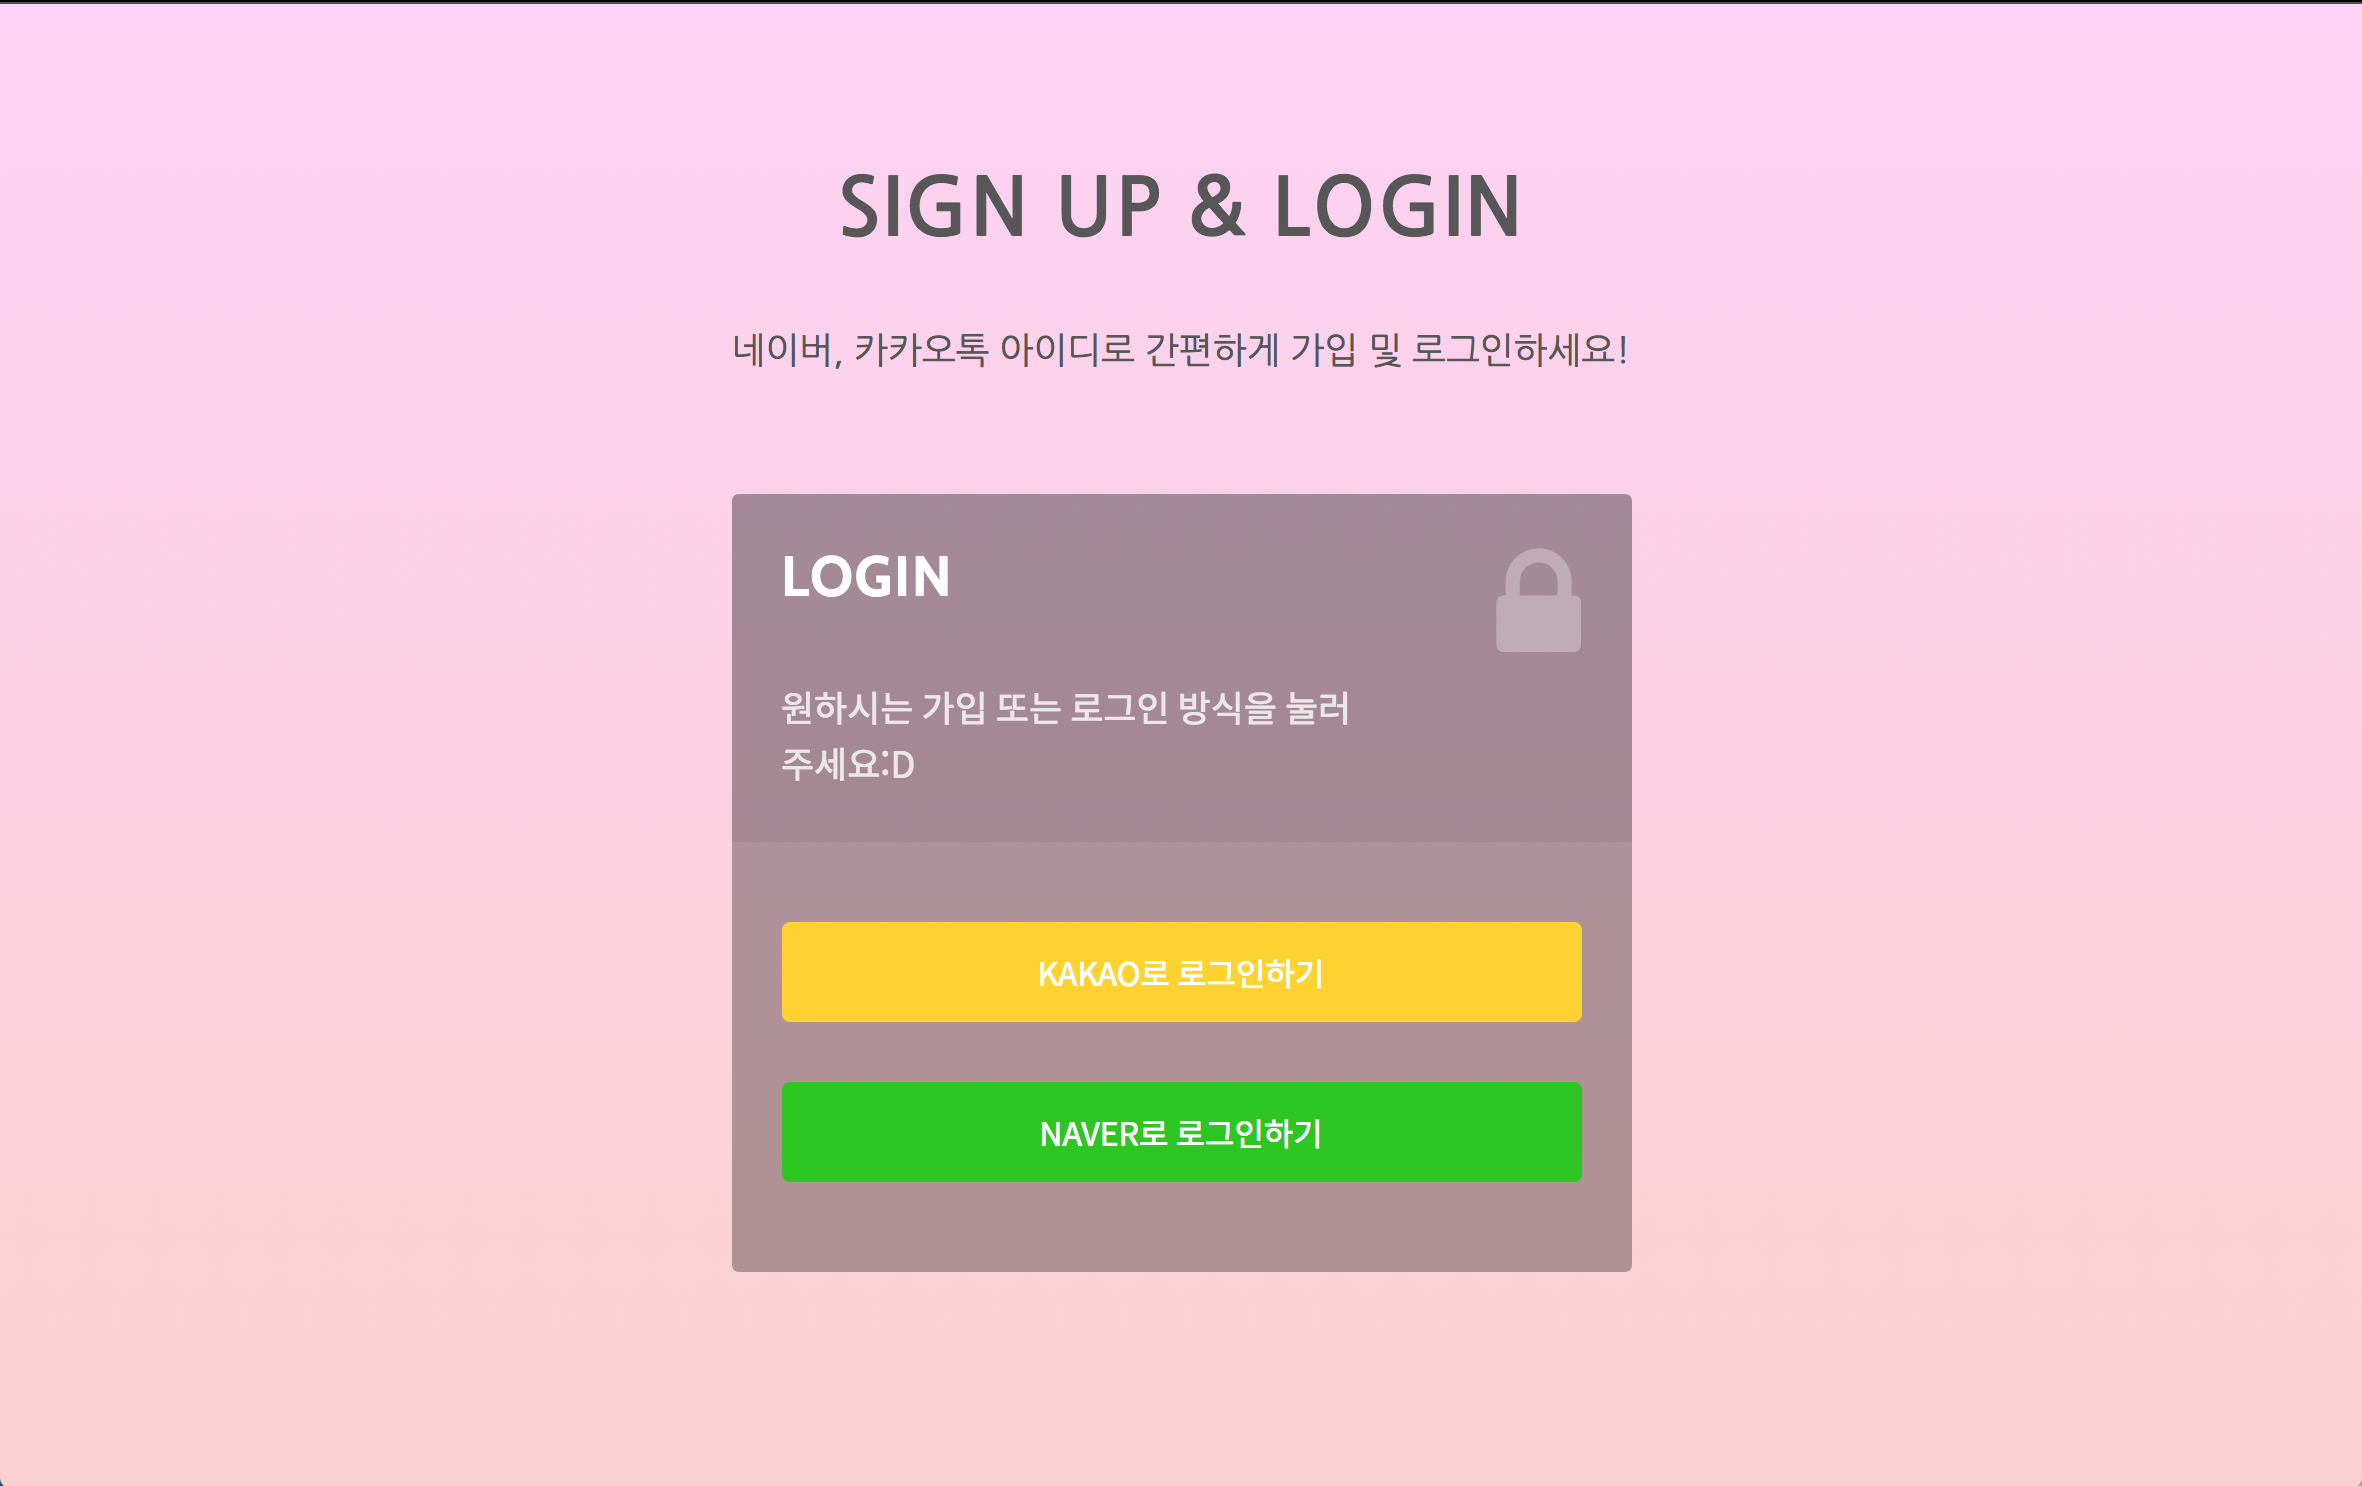 SIGN UP & LOGIN
네이버, 카카오톡 아이디로 간편하게 가입 및 로그인하세요!
LOGIN
원하시는 가입 또는 로그인 방식을 눌러
주세요:D
KAKAO로 로그인하기
NAVER로 로그인하기